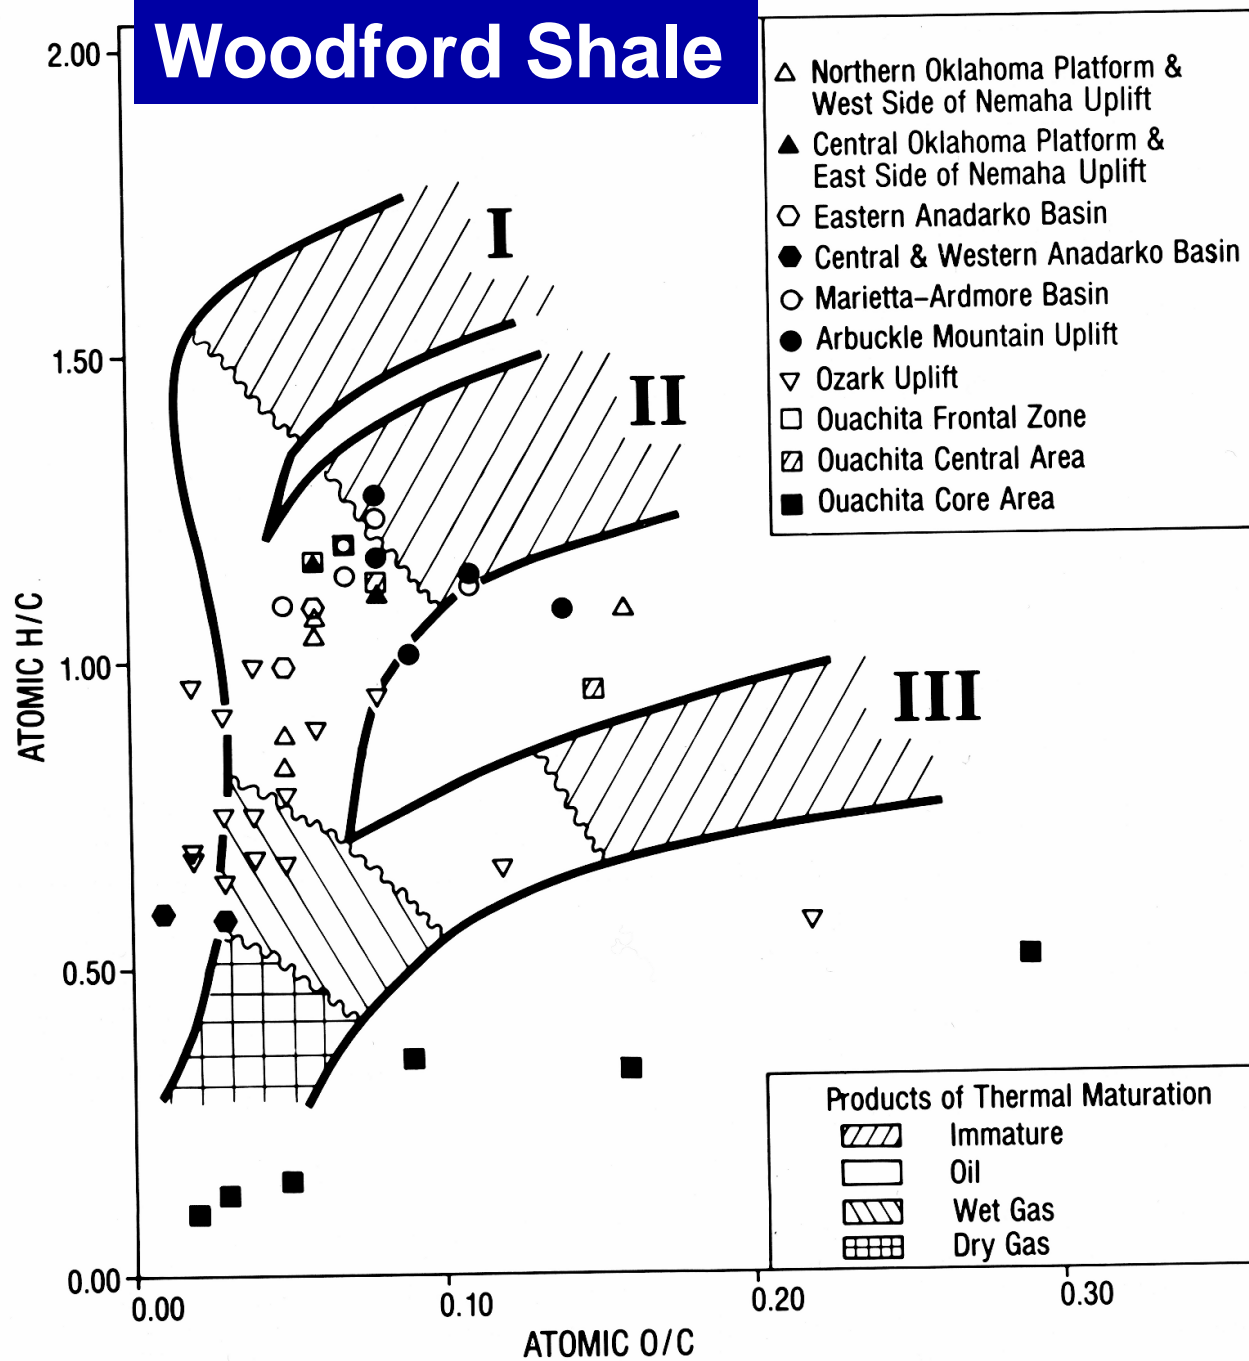 Woodford Shale
2.00
1.50
1.00
0.50
0.00
ATOMIC H/C
I
II
III
Northern Oklahoma Platform &
West Side of Nemaha Uplift
Central Oklahoma Platform &
East Side of Nemaha Uplift
Eastern Anadarko Basin
Central & Western Anadarko Basin
Marietta-Ardmore Basin
Arbuckle Mountain Uplift
Ozark Uplift
Ouachita Frontal Zone
Ouachita Central Area
Ouachita Core Area
Products of Thermal Maturation
Immature
Oil
Wet Gas
Dry Gas
0.00
0.10
0.20
0.30
ATOMIC O/C